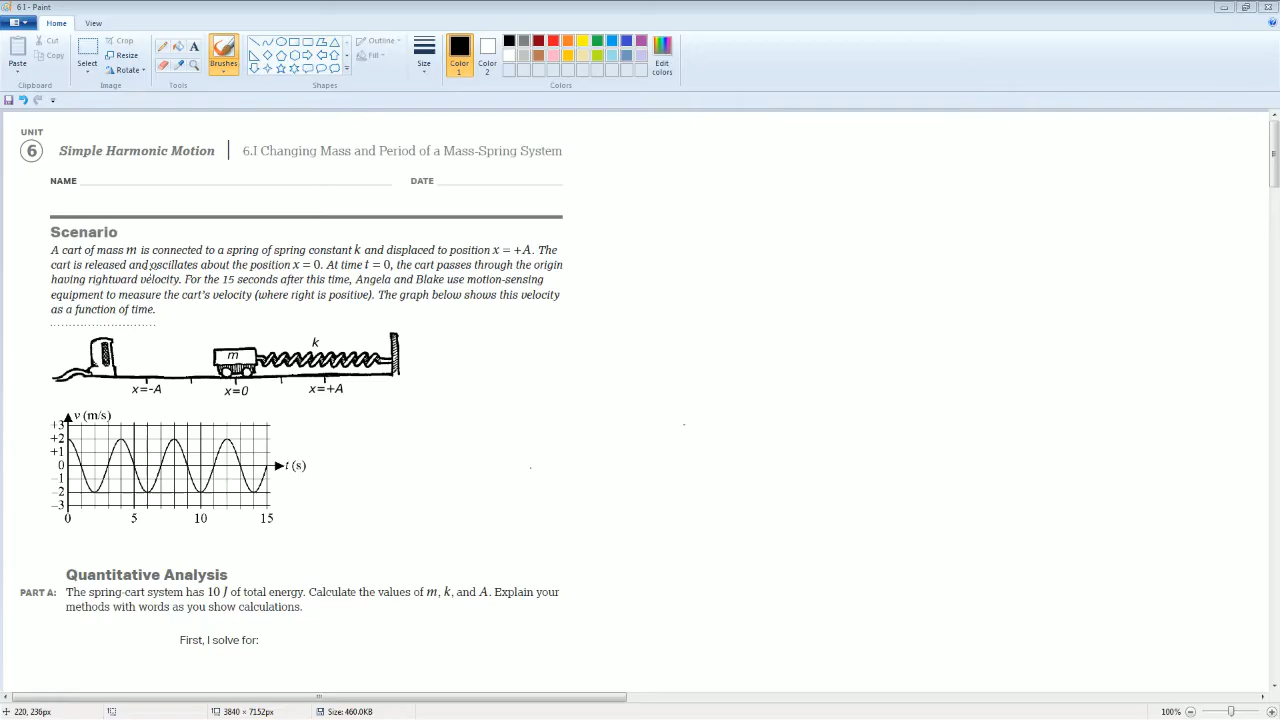 6 I - Paint
Home
View
Paste
Cut
Copy
Clipboard
Select
Crop
Resize
Rotate
Image
A
Tools
Brushes
Outline
Fill
Shapes
Size
Color
1
Color
2
Edit
colors
Colors
UNIT
6
Simple Harmonic Motion
6.I Changing Mass and Period of a Mass-Spring System
NAME
DATE
Scenario
A cart of mass m is connected to a spring of spring constant k and displaced to position x = +A. The
cart is released and oscillates about the position x = 0. At time t = 0, the cart passes through the origin
having rightward velocity. For the 15 seconds after this time, Angela and Blake use motion-sensing
equipment to measure the cart's velocity (where right is positive). The graph below shows this velocity
as a function of time.
k
m
x=-A
x=0
x=+A
v (m/s)
+3
+2
+1
0
−1
−2
−3
t (s)
0
5
10
15
Quantitative Analysis
PART A:
The spring-cart system has 10 J of total energy. Calculate the values of m, k, and A. Explain your
methods with words as you show calculations.
First, I solve for:
220, 236px
3840 × 7152px
Size: 460.0KB
100%